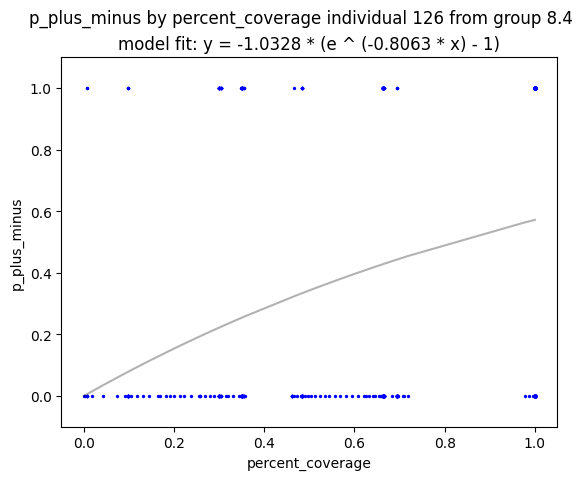 p_plus_minus by percent_coverage individual 126 from group 8.4
model fit: y = -1.0328 * (e ^ (-0.8063 * x) - 1)
1.0
0.8
0.6
0.4
0.2
0.0
p_plus_minus
0.0 0.2 0.4 0.6 0.8 1.0
percent_coverage